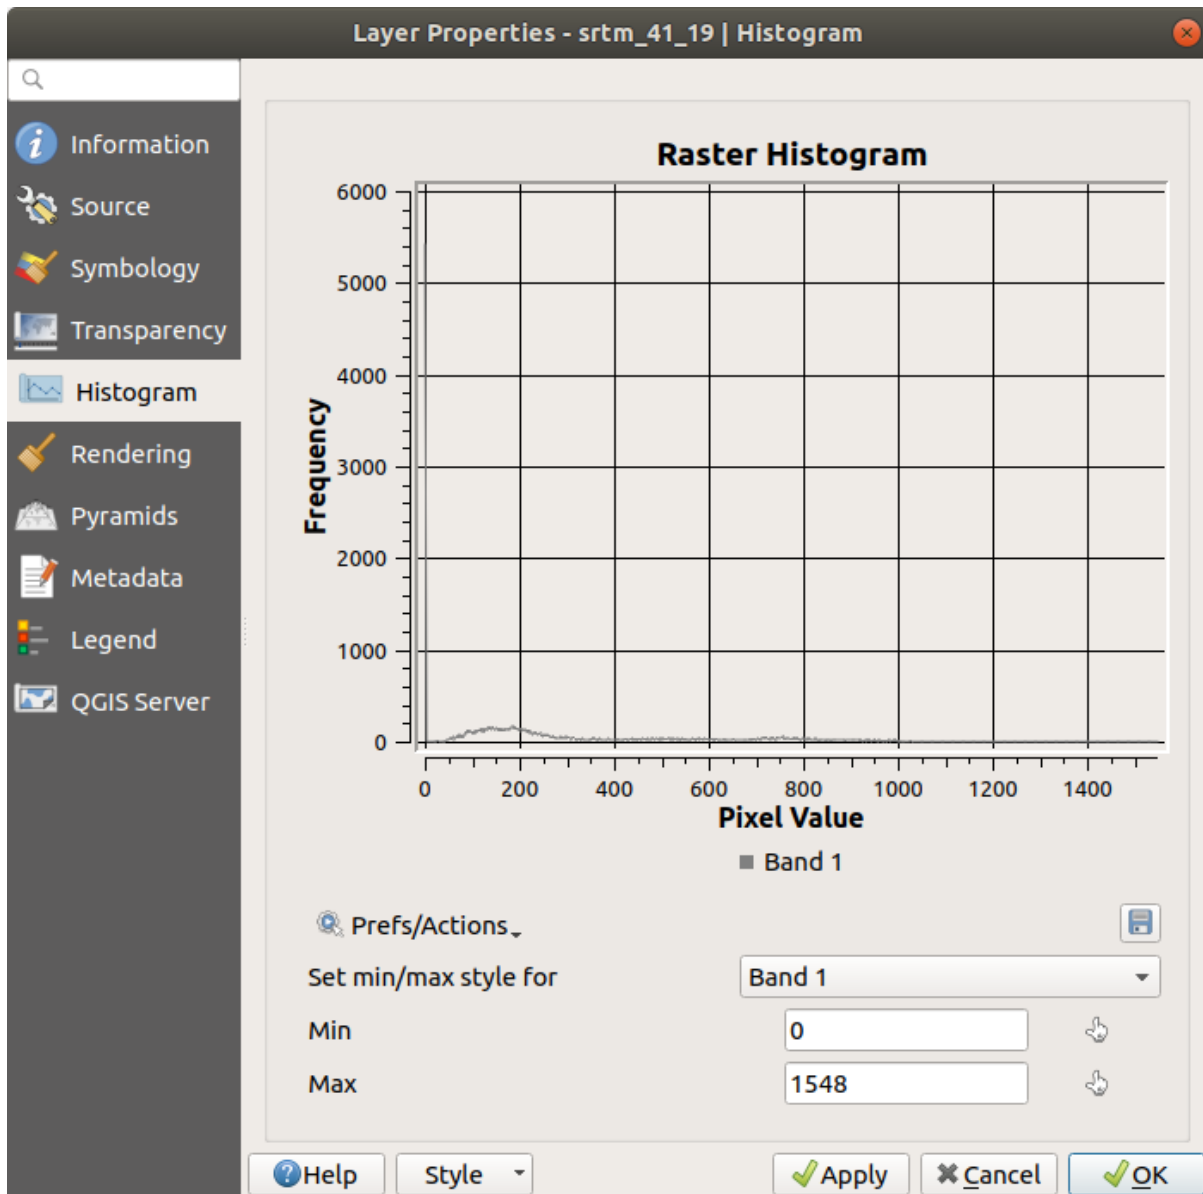 Layer Properties - srtm_41_19 | Histogram
Information
Source
Symbology
Transparency
Histogram
Rendering
Pyramids
Metadata
Legend
QGIS Server
Raster Histogram
Frequency
6000
5000
4000
3000
2000
1000
0
0 200 400 600 800 1000 1200 1400
Pixel Value
Band 1
Prefs/Actions
Set min/max style for Band 1
Min 0
Max 1548
Help Style Apply Cancel OK